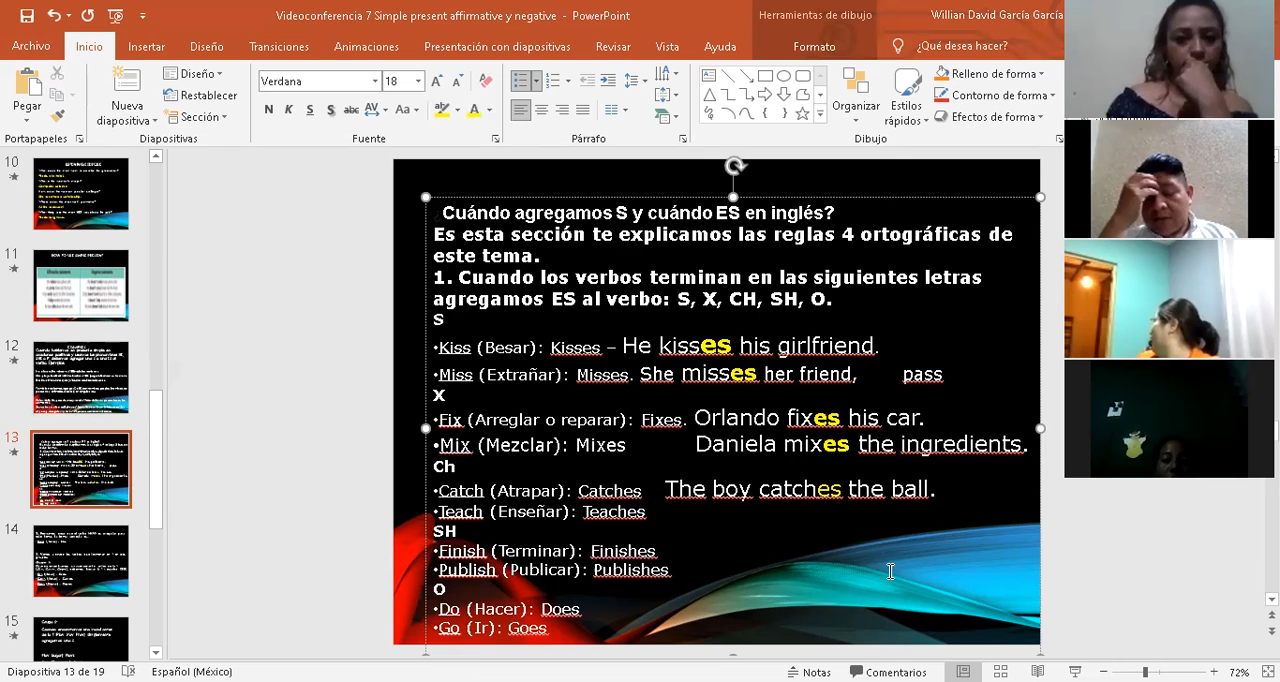 Videoconferencia 7 Simple present affirmative y negative - PowerPoint
Herramientas de dibujo
Willian David García García
Archivo
Inicio
Insertar
Diseño
Transiciones
Animaciones
Presentación con diapositivas
Revisar
Vista
Ayuda
Formato
¿Qué desea hacer?
Pegar
Nueva diapositiva
Diseño
Restablecer
Sección
Verdana
18
N K S S abc AV Aa A
Organizar
Estilos rápidos
Relleno de forma
Contorno de forma
Efectos de forma
Portapapeles
Diapositivas
Fuente
Párrafo
Dibujo
10
11
12
13
14
15
Cuándo agregamos S y cuándo ES en inglés?
Es esta sección te explicamos las reglas 4 ortográficas de
este tema.
1. Cuando los verbos terminan en las siguientes letras
agregamos ES al verbo: S, X, CH, SH, O.
S
•Kiss (Besar): Kisses – He kisses his girlfriend.
•Miss (Extrañar): Misses. She misses her friend, pass
X
•Fix (Arreglar o reparar): Fixes. Orlando fixes his car.
•Mix (Mezclar): Mixes Daniela mixes the ingredients.
Ch
•Catch (Atrapar): Catches The boy catches the ball.
•Teach (Enseñar): Teaches
SH
•Finish (Terminar): Finishes
•Publish (Publicar): Publishes
O
•Do (Hacer): Does
•Go (Ir): Goes
Diapositiva 13 de 19
Español (México)
Notas
Comentarios
72%